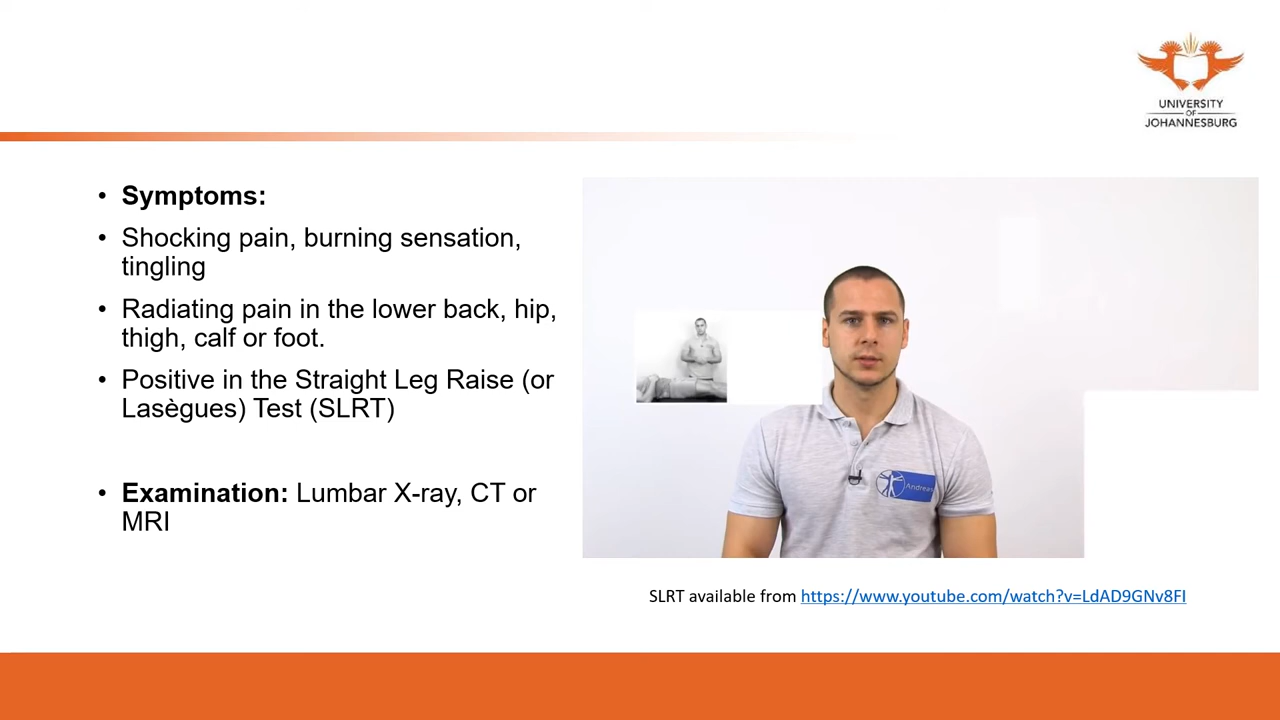 UNIVERSITY
OF
JOHANNESBURG
• Symptoms:
• Shocking pain, burning sensation,
tingling
• Radiating pain in the lower back, hip,
thigh, calf or foot.
• Positive in the Straight Leg Raise (or
Lasègues) Test (SLRT)
• Examination: Lumbar X-ray, CT or
MRI
Andreas
SLRT available from https://www.youtube.com/watch?v=LdAD9GNv8FI